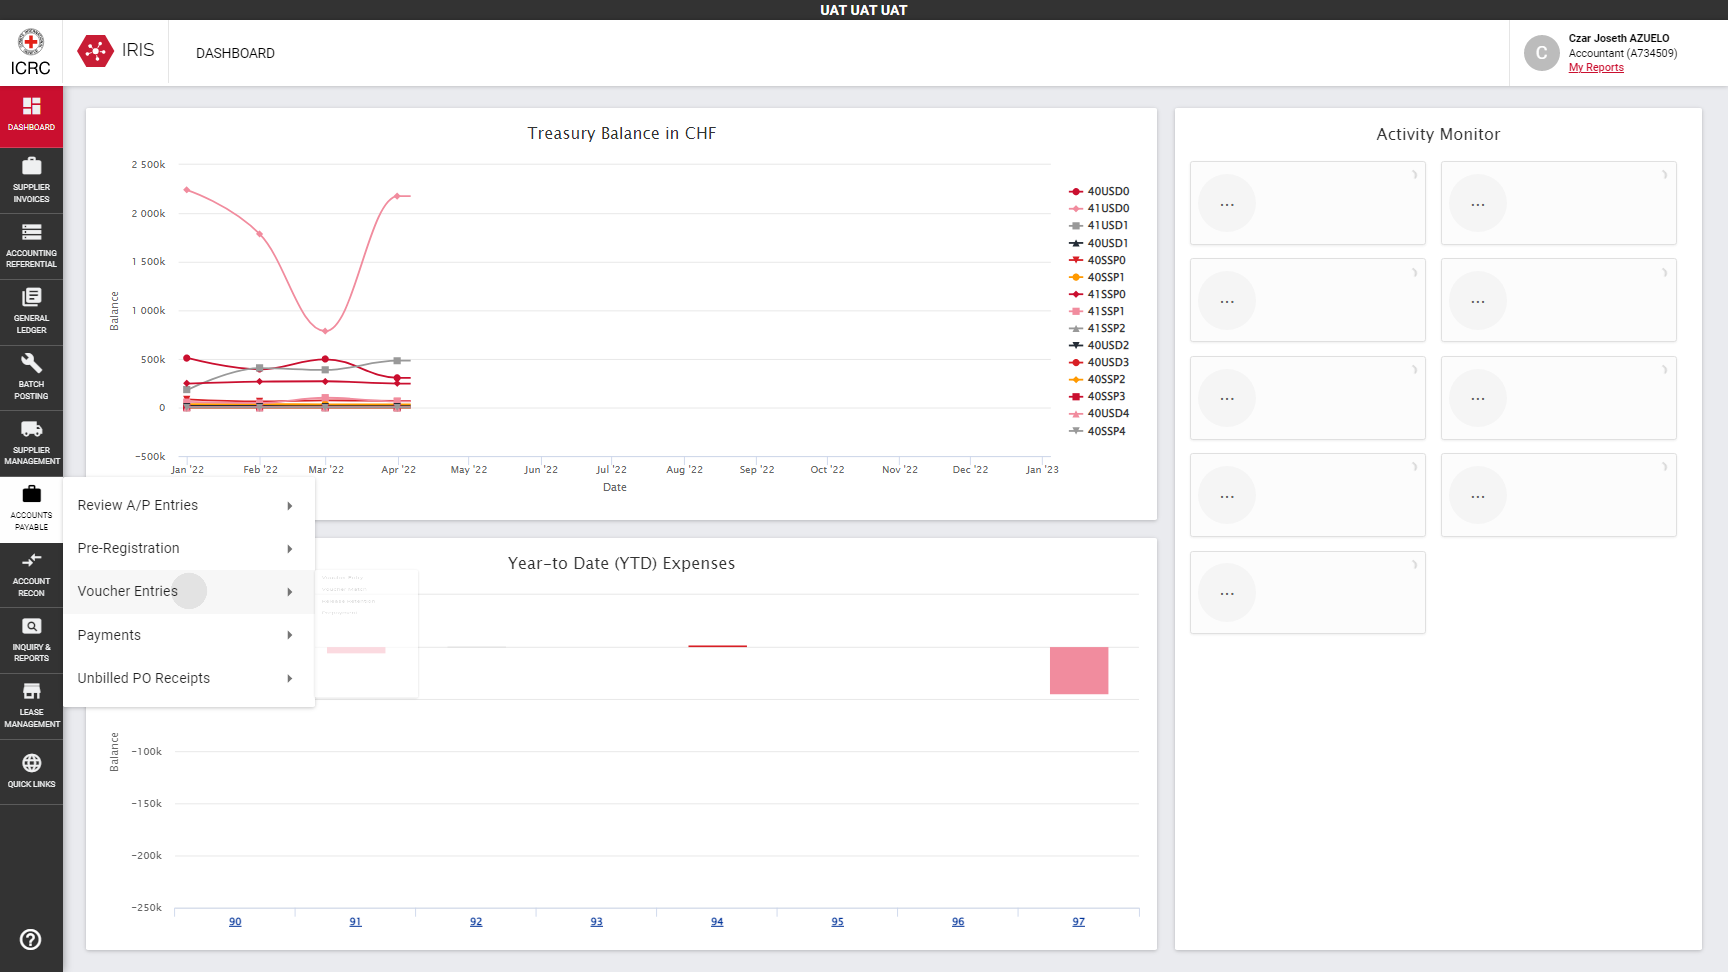 UAT UAT UAT
ICRC
IRIS
DASHBOARD
Czar Joseth AZUELO
Accountant (A734509)
My Reports
DASHBOARD
SUPPLIER
INVOICES
ACCOUNTING
REFERENTIAL
GENERAL
LEDGER
BATCH
POSTING
SUPPLIER
MANAGEMENT
ACCOUNTS
PAYABLE
ACCOUNT
RECON
INQUIRY &
REPORTS
LEASE
MANAGEMENT
QUICK LINKS
Treasury Balance in CHF
2 500k
2 000k
1 500k
1 000k
500k
0
-500k
Balance
Jan '22
Feb '22
Mar '22
Apr '22
May '22
Jun '22
Jul '22
Aug '22
Sep '22
Oct '22
Nov '22
Dec '22
Jan '23
Date
40USD0
41USD0
41USD1
40USD1
40SSP0
40SSP1
41SSP0
41SSP1
41SSP2
40USD2
40USD3
40SSP2
40SSP3
40USD4
40SSP4
Review A/P Entries
Pre-Registration
Voucher Entries
Payments
Unbilled PO Receipts
Year-to Date (YTD) Expenses
Balance
-100k
-150k
-200k
-250k
90
91
92
93
94
95
96
97
Activity Monitor
...
...
...
...
...
...
...
...
...